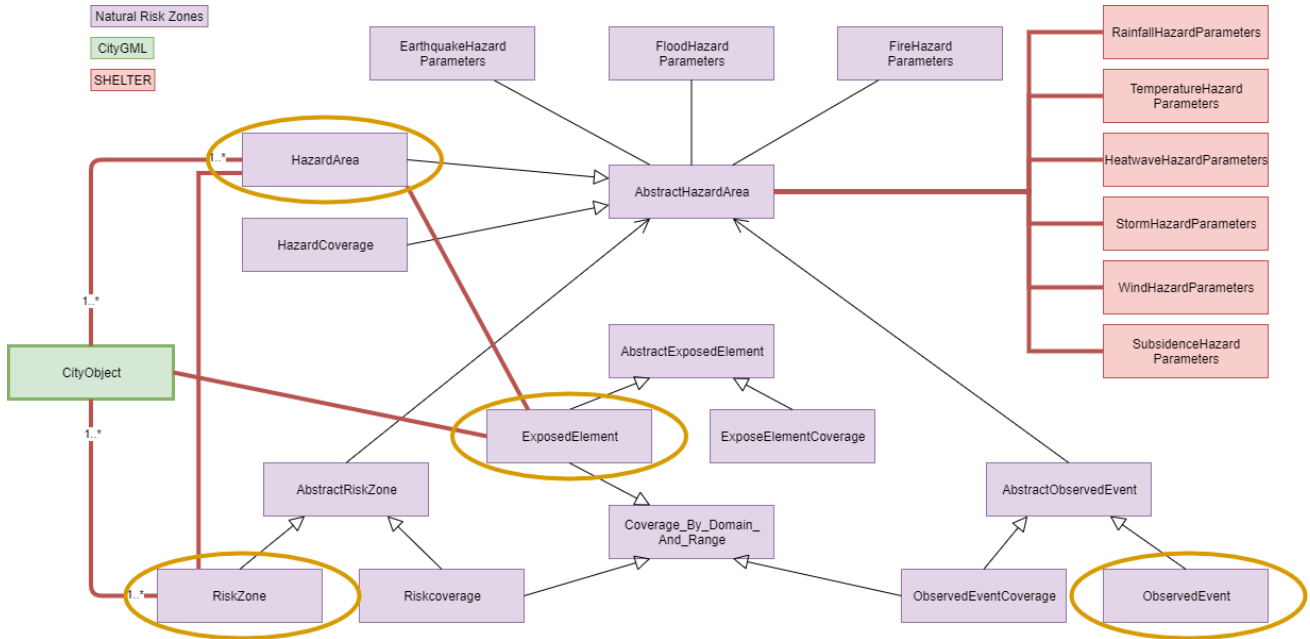 Natural Risk Zones
CityGML
SHELTER
EarthquakeHazard
Parameters
FloodHazard
Parameters
FireHazard
Parameters
RainfallHazardParameters
TemperatureHazard
Parameters
HeatwaveHazardParameters
StormHazardParameters
WindHazardParameters
SubsidenceHazard
Parameters
1..*
HazardArea
AbstractHazardArea
HazardCoverage
1..*
CityObject
1..*
AbstractExposedElement
ExposedElement
ExposeElementCoverage
AbstractRiskZone
AbstractObservedEvent
Coverage_By_Domain_
And_Range
1..*
RiskZone
Riskcoverage
ObservedEventCoverage
ObservedEvent